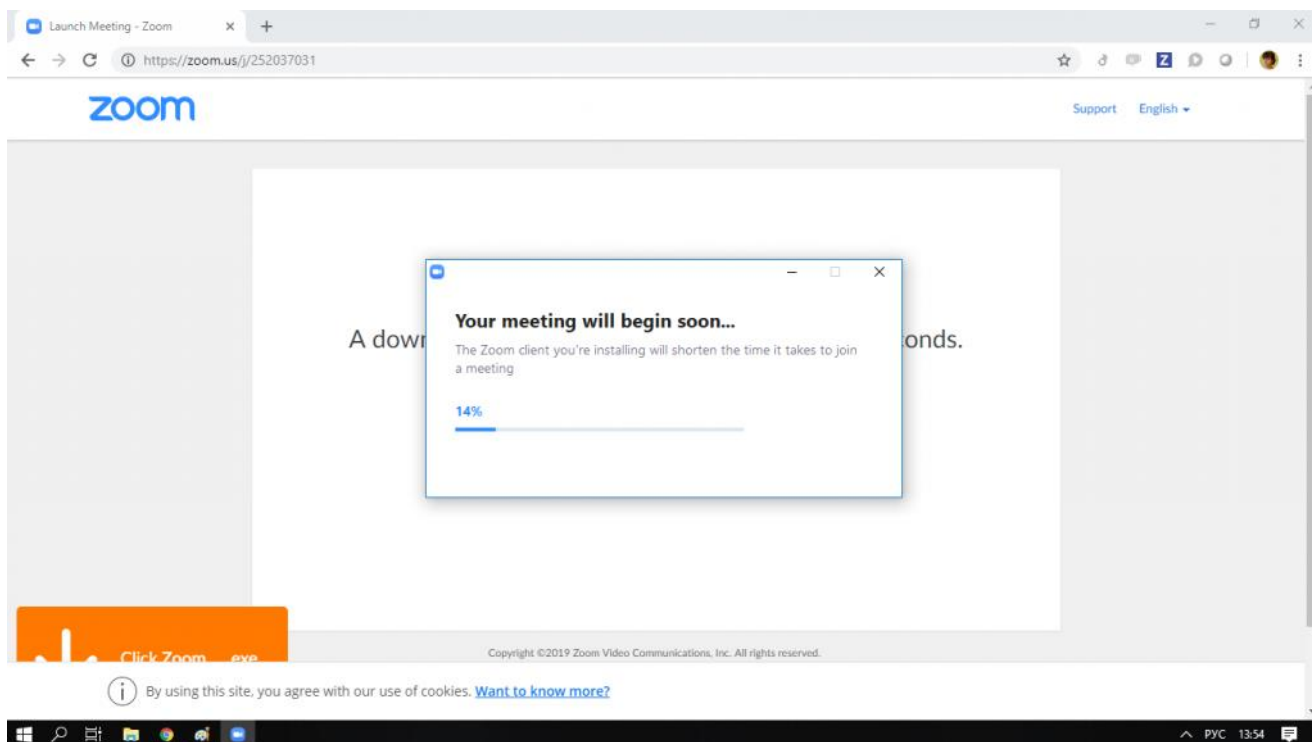 Launch Meeting - Zoom
https://zoom.us/j/252037031
zoom
Support English
A down
onds.
Your meeting will begin soon...
The Zoom client you're installing will shorten the time it takes to join
a meeting
14%
Click Zoom_....exe
Copyright ©2019 Zoom Video Communications, Inc. All rights reserved.
By using this site, you agree with our use of cookies. Want to know more?
РУС 13:54